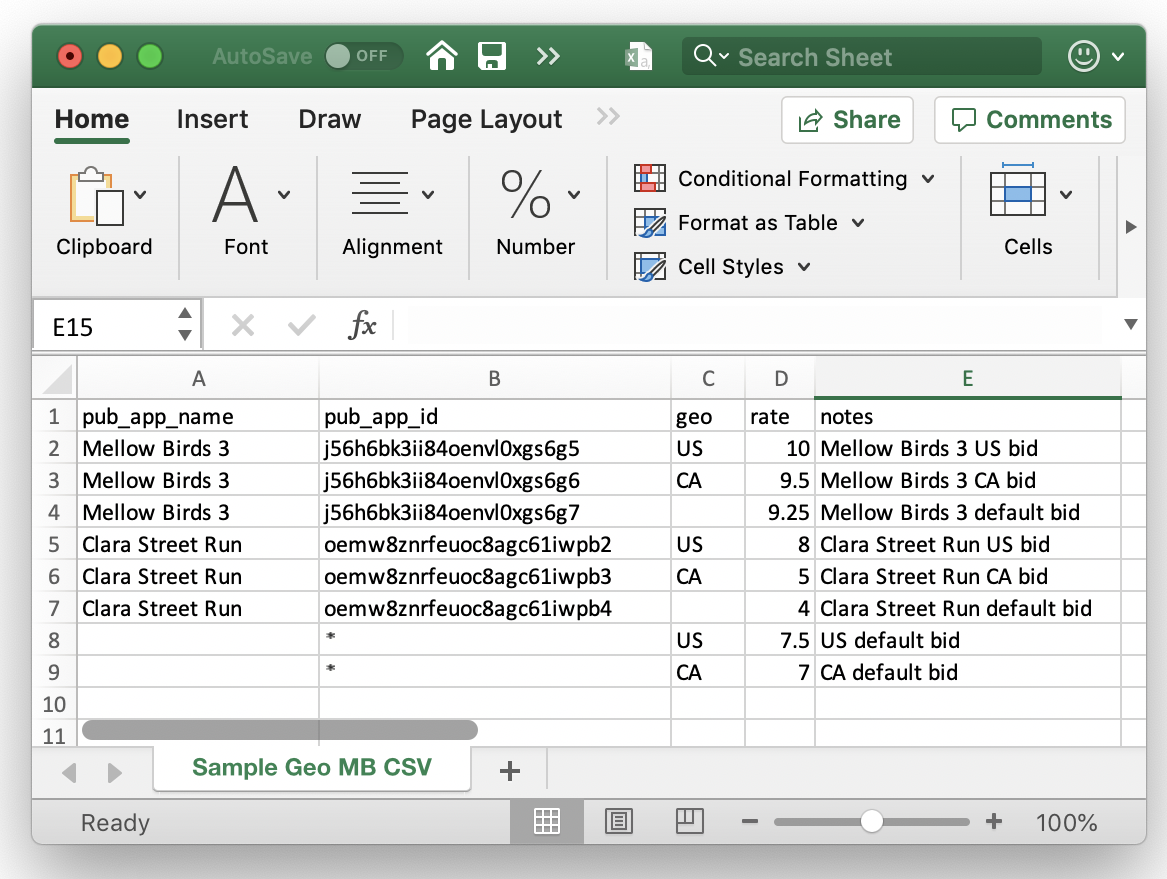 AutoSave OFF Search Sheet
Home Insert Draw Page Layout Share Comments
Clipboard Font Alignment Number Conditional Formatting Format as Table Cell Styles Cells
E15 fx
A B C D E
1 pub_app_name pub_app_id geo rate notes
2 Mellow Birds 3 j56h6bk3ii84oenvl0xgs6g5 US 10 Mellow Birds 3 US bid
3 Mellow Birds 3 j56h6bk3ii84oenvl0xgs6g6 CA 9.5 Mellow Birds 3 CA bid
4 Mellow Birds 3 j56h6bk3ii84oenvl0xgs6g7 9.25 Mellow Birds 3 default bid
5 Clara Street Run oemw8znrfeuoc8agc61iwpb2 US 8 Clara Street Run US bid
6 Clara Street Run oemw8znrfeuoc8agc61iwpb3 CA 5 Clara Street Run CA bid
7 Clara Street Run oemw8znrfeuoc8agc61iwpb4 4 Clara Street Run default bid
8 * US 7.5 US default bid
9 * CA 7 CA default bid
10
11
Sample Geo MB CSV +
Ready 100%